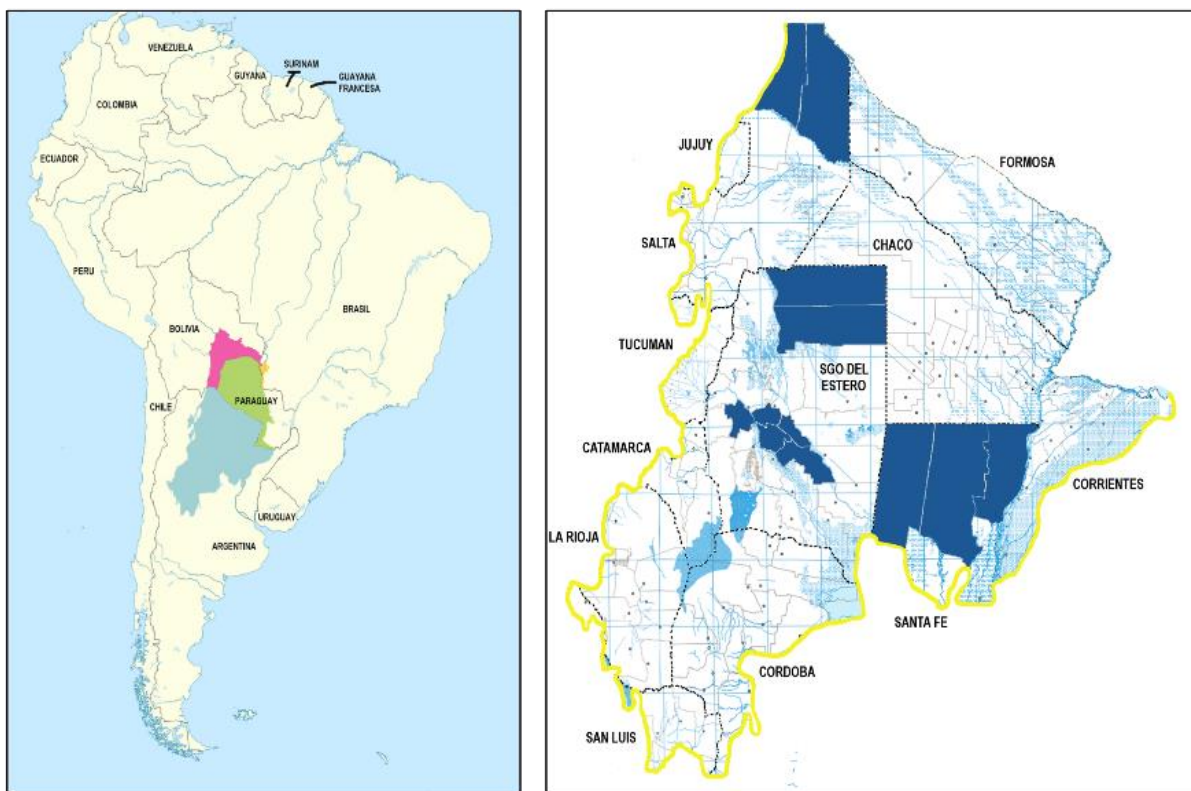 VENEZUELA
SURINAM
GUYANA
GUAYANA
FRANCESA
COLOMBIA
ECUADOR
PERU
BRASIL
BOLIVIA
PARAGUAY
CHILE
URUGUAY
ARGENTINA
JUJUY
FORMOSA
SALTA
CHACO
TUCUMAN
SGO DEL
ESTERO
CATAMARCA
CORRIENTES
LA RIOJA
SANTA FE
CORDOBA
SAN LUIS